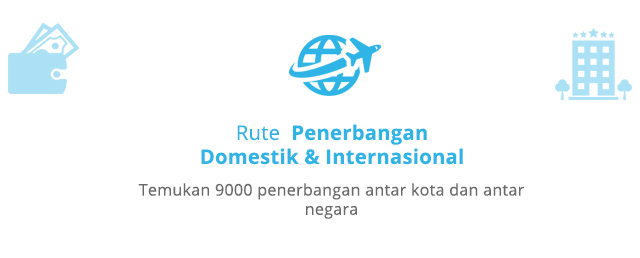 Rute Penerbangan
Domestik & Internasional
Temukan 9000 penerbangan antar kota dan antar
negara